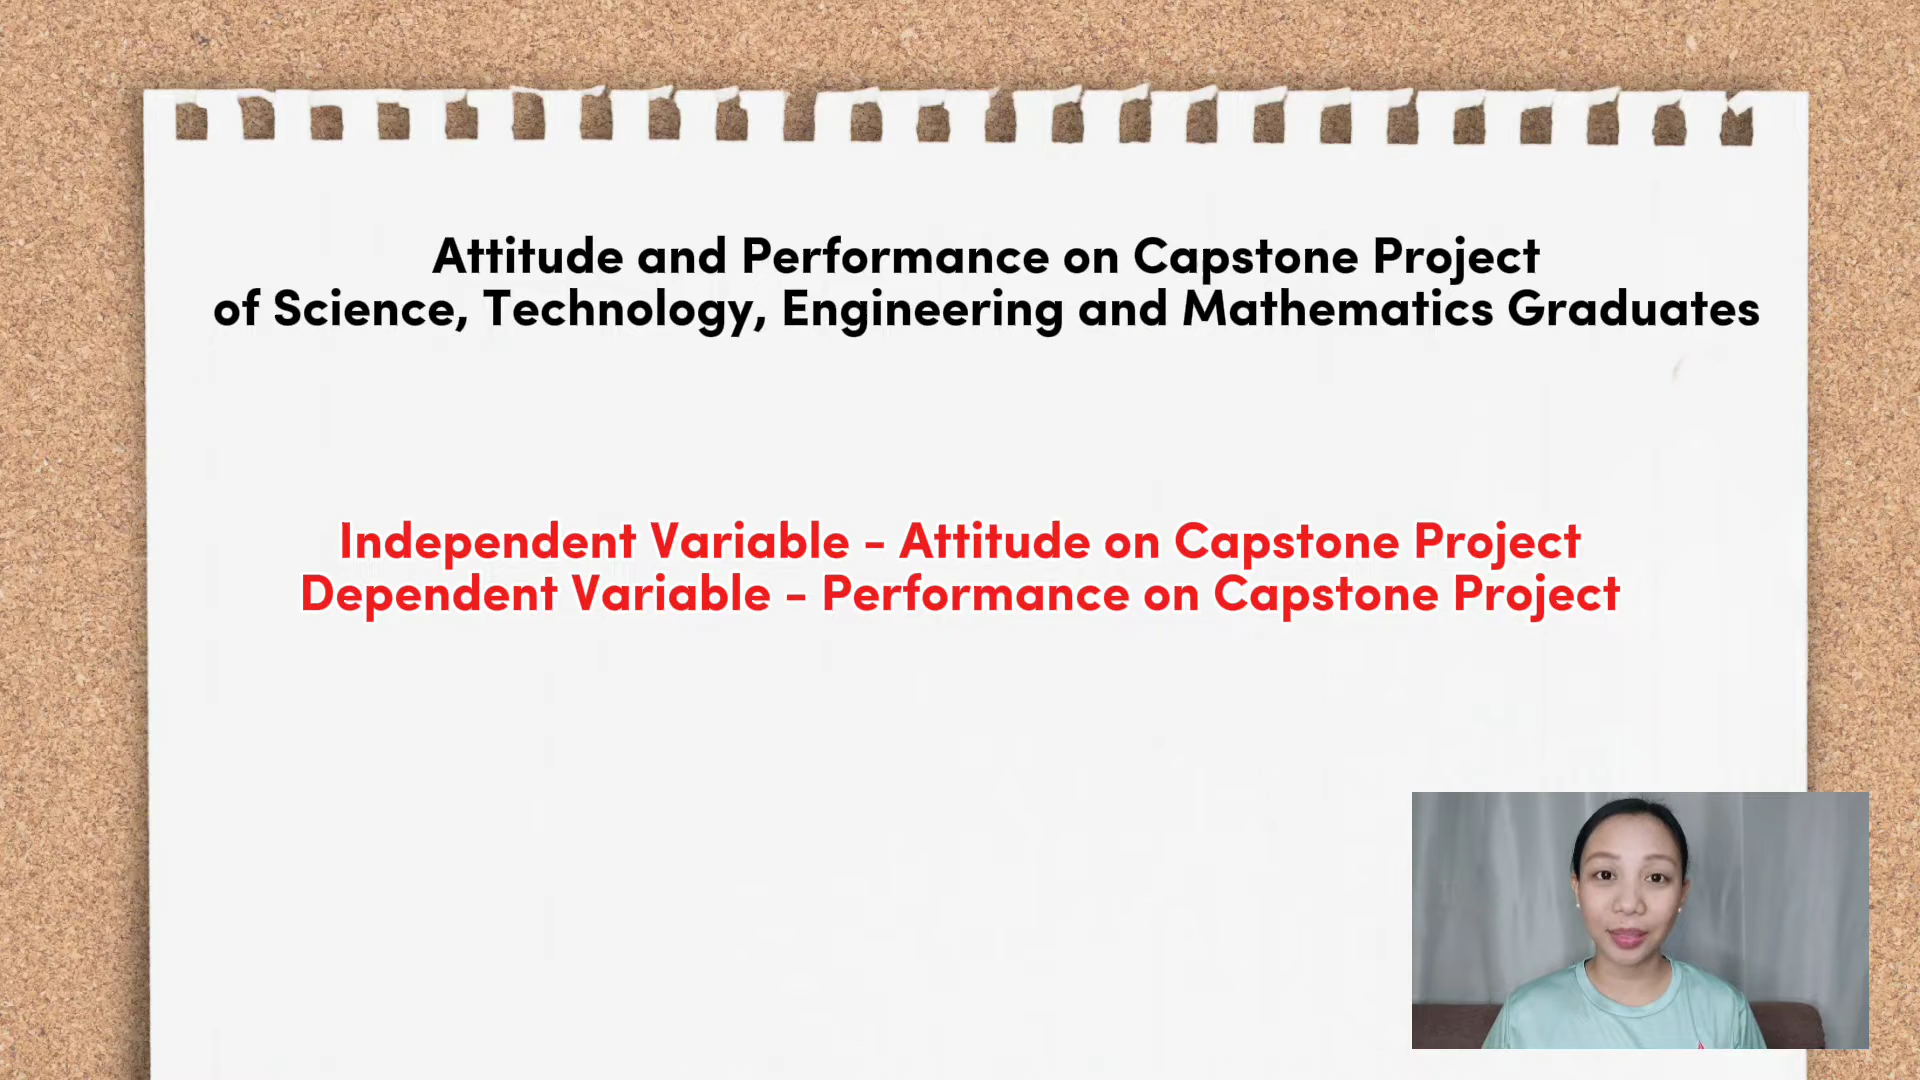 Attitude and Performance on Capstone Project
of Science, Technology, Engineering and Mathematics Graduates
Independent Variable - Attitude on Capstone Project
Dependent Variable - Performance on Capstone Project